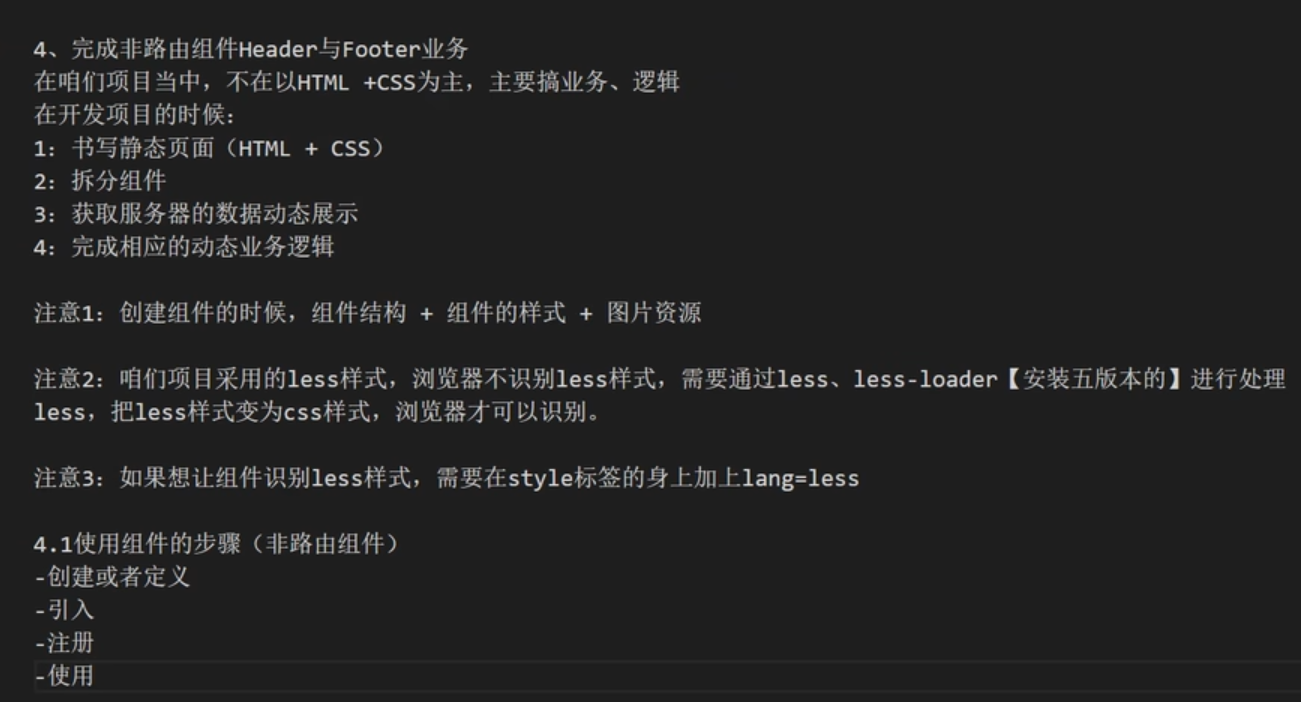 4、完成非路由组件Header与Footer业务
在咱们项目当中，不在以HTML +CSS为主，主要搞业务、逻辑
在开发项目的时候：
1：书写静态页面（HTML + CSS）
2：拆分组件
3：获取服务器的数据动态展示
4：完成相应的动态业务逻辑
注意1：创建组件的时候，组件结构 + 组件的样式 + 图片资源
注意2：咱们项目采用的less样式，浏览器不识别less样式，需要通过less、less-loader【安装五版本的】进行处理
less，把less样式变为css样式，浏览器才可以识别。
注意3：如果想让组件识别less样式，需要在style标签的身上加上lang=less
4.1使用组件的步骤（非路由组件）
-创建或者定义
-引入
-注册
-使用